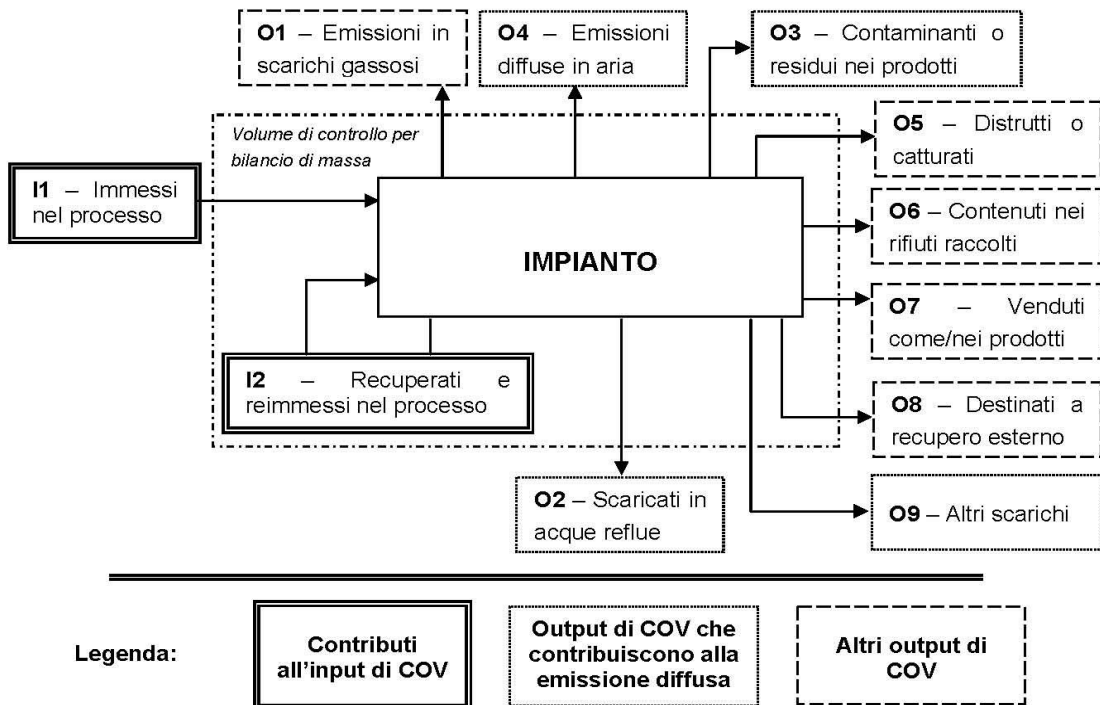 O1 – Emissioni in
scarichi gassosi
O4 – Emissioni
diffuse in aria
O3 – Contaminanti o
residui nei prodotti
Volume di controllo per
bilancio di massa
O5 – Distrutti o
catturati
I1 – Immessi
nel processo
O6 – Contenuti nei
rifiuti raccolti
IMPIANTO
O7 – Venduti
come/nei prodotti
I2 – Recuperati e
reimmessi nel processo
O8 – Destinati a
recupero esterno
O2 – Scaricati in
acque reflue
O9 – Altri scarichi
Legenda:
Contributi
all'input di COV
Output di COV che
contribuiscono alla
emissione diffusa
Altri output di
COV